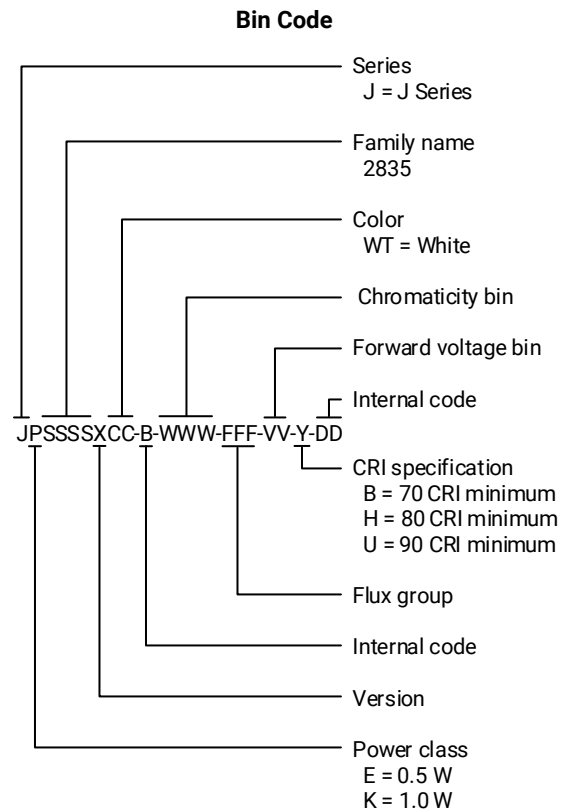 Bin Code
Series
J = J Series
Family name
2835
Color
WT = White
Chromaticity bin
Forward voltage bin
Internal code
JPSSSSXCC-B-WWW-FFF-VV-Y-DD
CRI specification
B = 70 CRI minimum
H = 80 CRI minimum
U = 90 CRI minimum
Flux group
Internal code
Version
Power class
E = 0.5 W
K = 1.0 W